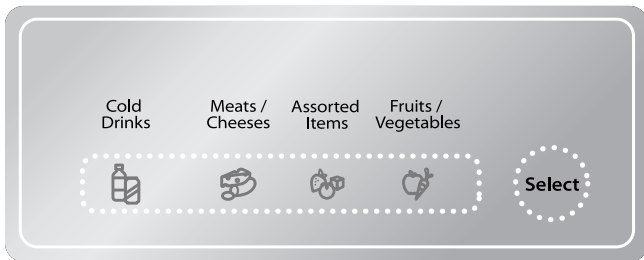 Cold
Drinks
Meats /
Cheeses
Assorted
Items
Fruits /
Vegetables
Select